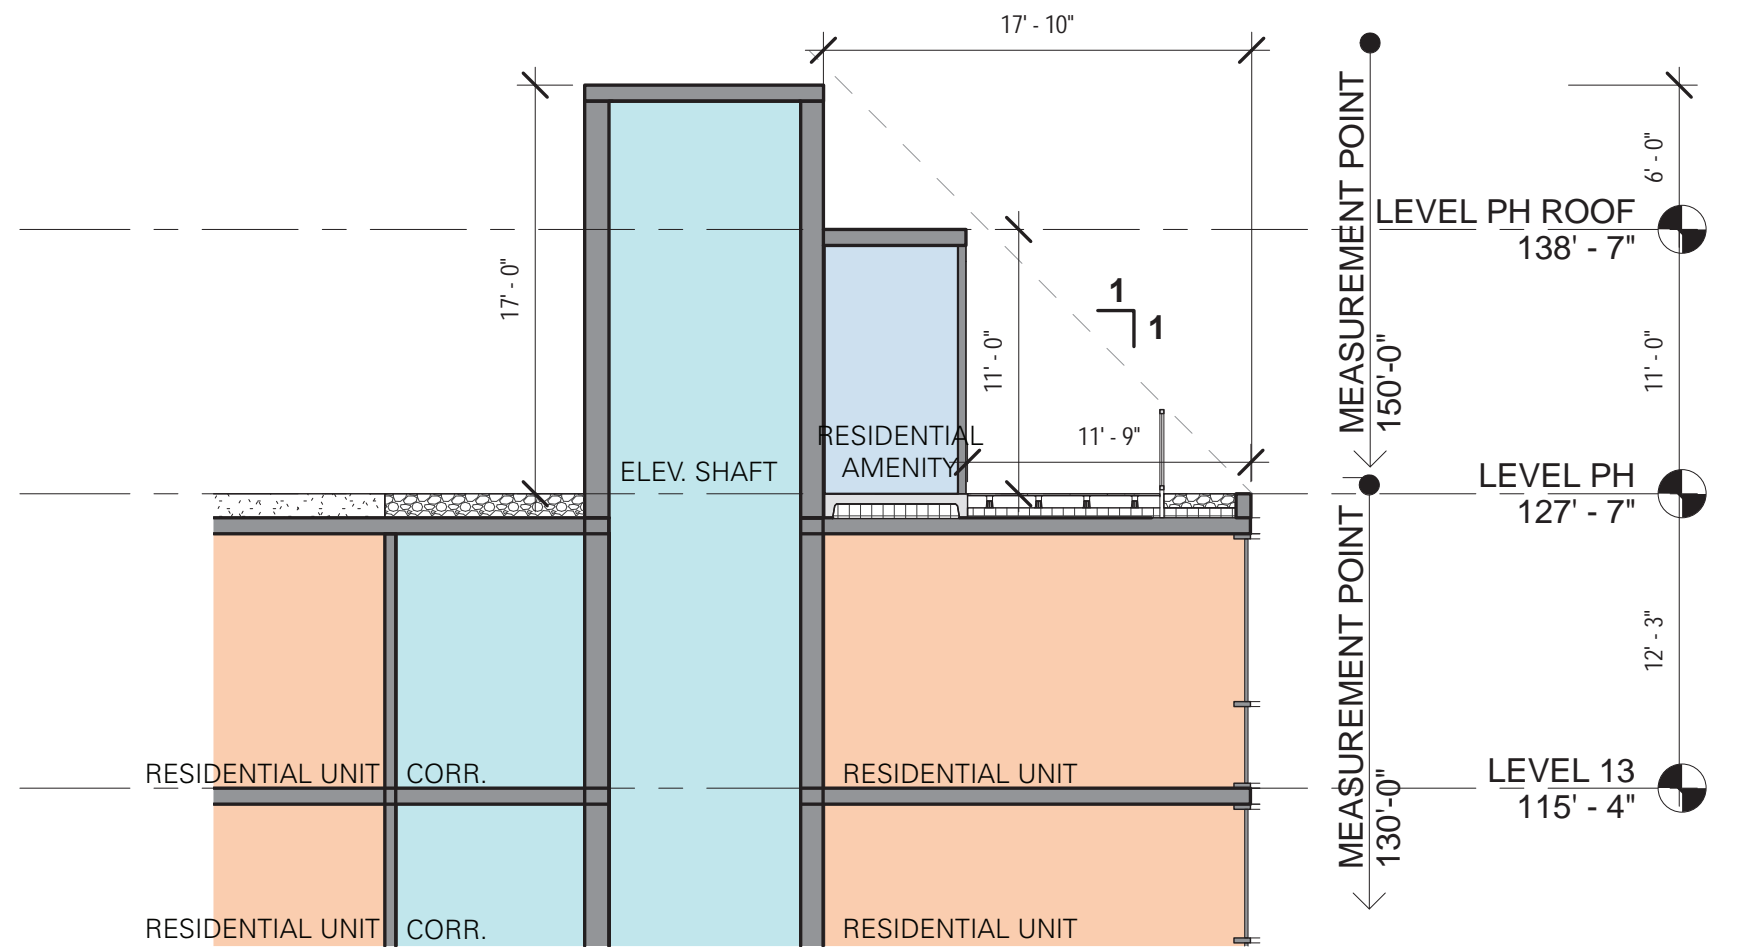 17' - 10"
MEASUREMENT POINT
150'-0"
6' - 0"
LEVEL PH ROOF
138' - 7"
17' - 0"
1
1
11' - 0"
11' - 0"
RESIDENTIAL
AMENITY
11' - 9"
ELEV. SHAFT
LEVEL PH
127' - 7"
MEASUREMENT POINT
130'-0"
12' - 3"
RESIDENTIAL UNIT
CORR.
RESIDENTIAL UNIT
LEVEL 13
115' - 4"
RESIDENTIAL UNIT
CORR.
RESIDENTIAL UNIT